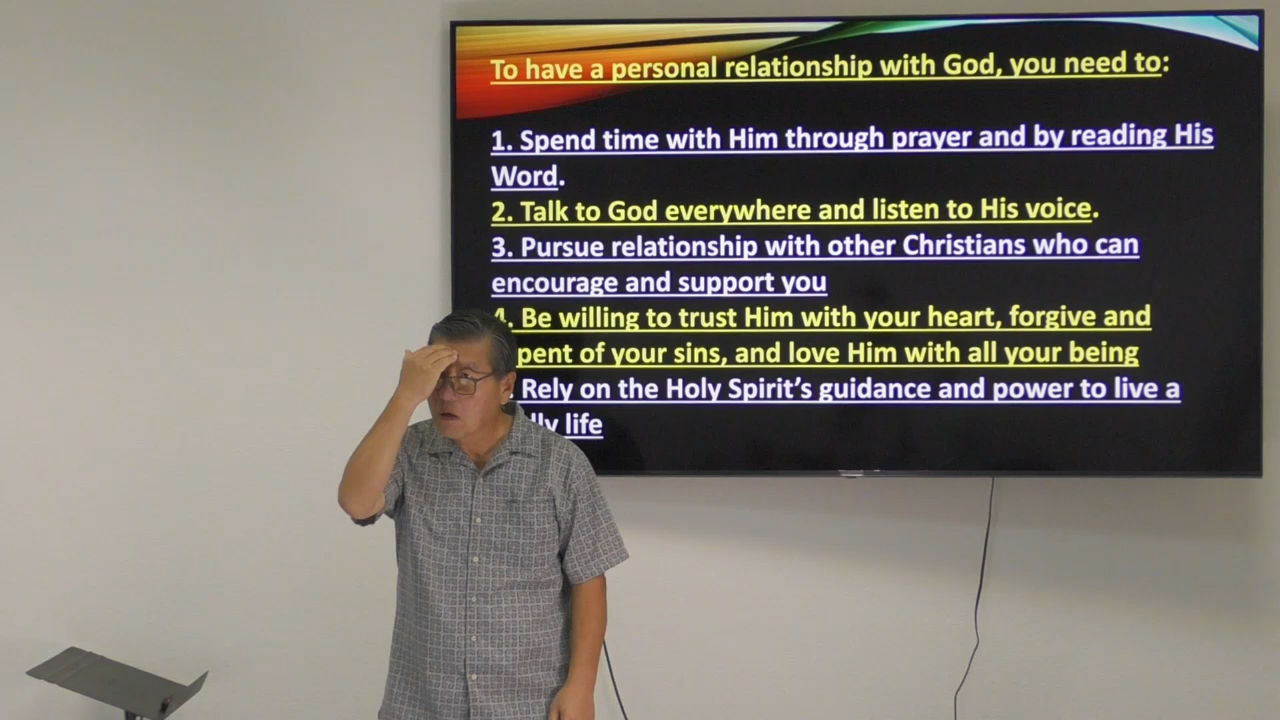 To have a personal relationship with God, you need to:
1. Spend time with Him through prayer and by reading His
Word.
2. Talk to God everywhere and listen to His voice.
3. Pursue relationship with other Christians who can
encourage and support you
4. Be willing to trust Him with your heart, forgive and
pent of your sins, and love Him with all your being
. Rely on the Holy Spirit’s guidance and power to live a
dly life